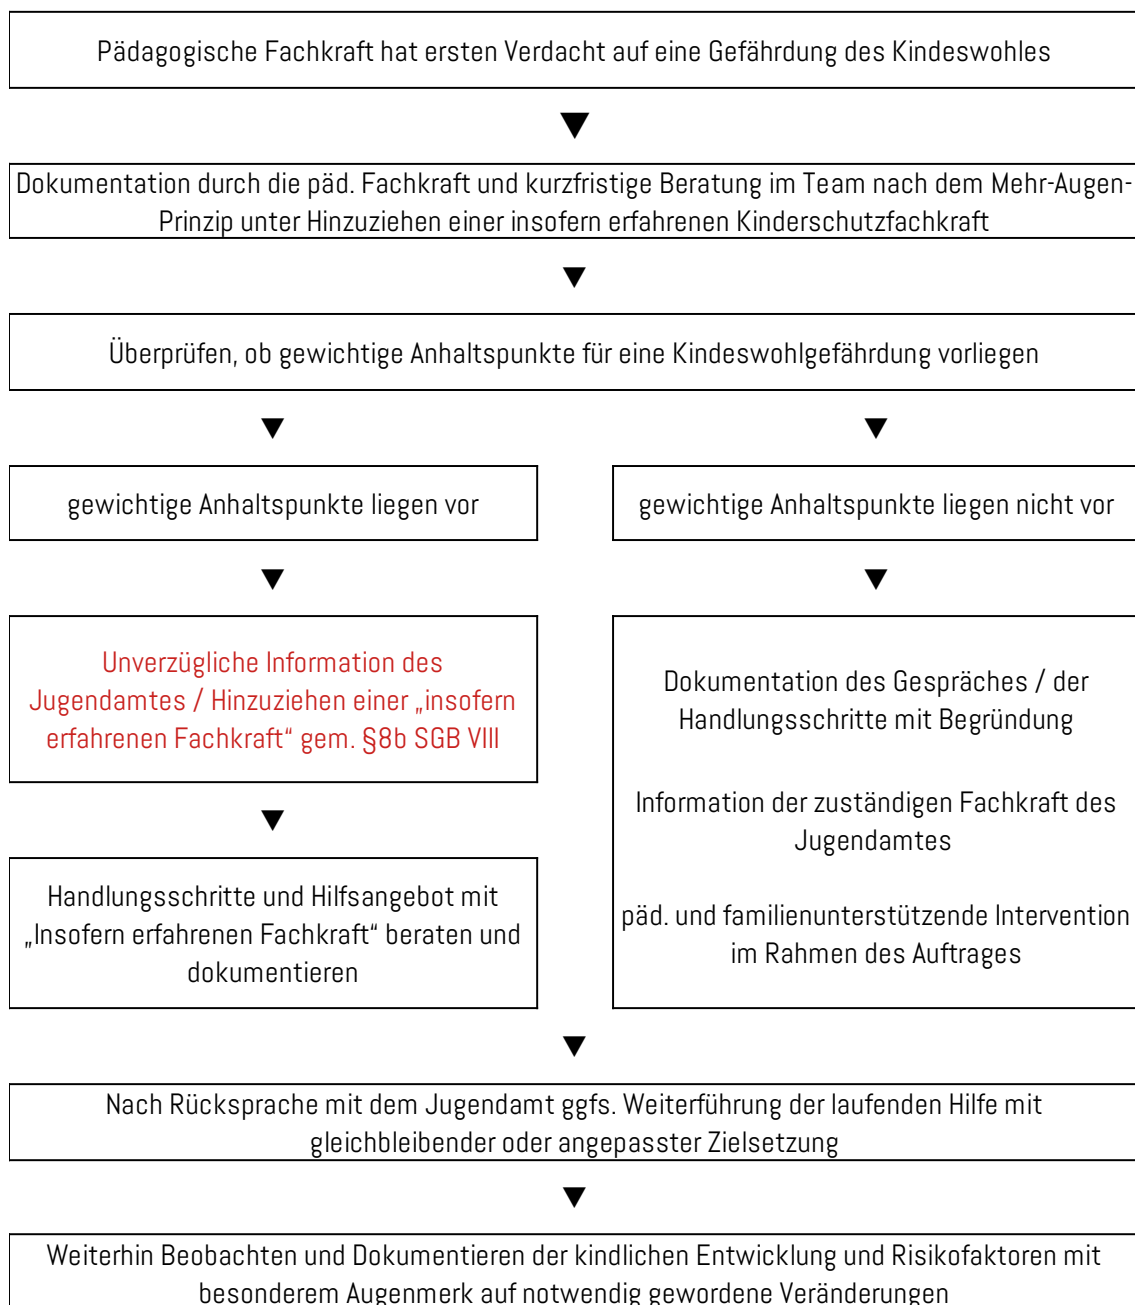 Pädagogische Fachkraft hat ersten Verdacht auf eine Gefährdung des Kindeswohles
Dokumentation durch die päd. Fachkraft und kurzfristige Beratung im Team nach dem Mehr-Augen-
Prinzip unter Hinzuziehen einer insofern erfahrenen Kinderschutzfachkraft
Überprüfen, ob gewichtige Anhaltspunkte für eine Kindeswohlgefährdung vorliegen
gewichtige Anhaltspunkte liegen vor
gewichtige Anhaltspunkte liegen nicht vor
Unverzügliche Information des
Jugendamtes / Hinzuziehen einer „insofern
erfahrenen Fachkraft“ gem. §8b SGB VIII
Handlungsschritte und Hilfsangebot mit
„Insofern erfahrenen Fachkraft“ beraten und
dokumentieren
Dokumentation des Gespräches / der
Handlungsschritte mit Begründung
Information der zuständigen Fachkraft des
Jugendamtes
päd. und familienunterstützende Intervention
im Rahmen des Auftrages
Nach Rücksprache mit dem Jugendamt ggfs. Weiterführung der laufenden Hilfe mit
gleichbleibender oder angepasster Zielsetzung
Weiterhin Beobachten und Dokumentieren der kindlichen Entwicklung und Risikofaktoren mit
besonderem Augenmerk auf notwendig gewordene Veränderungen